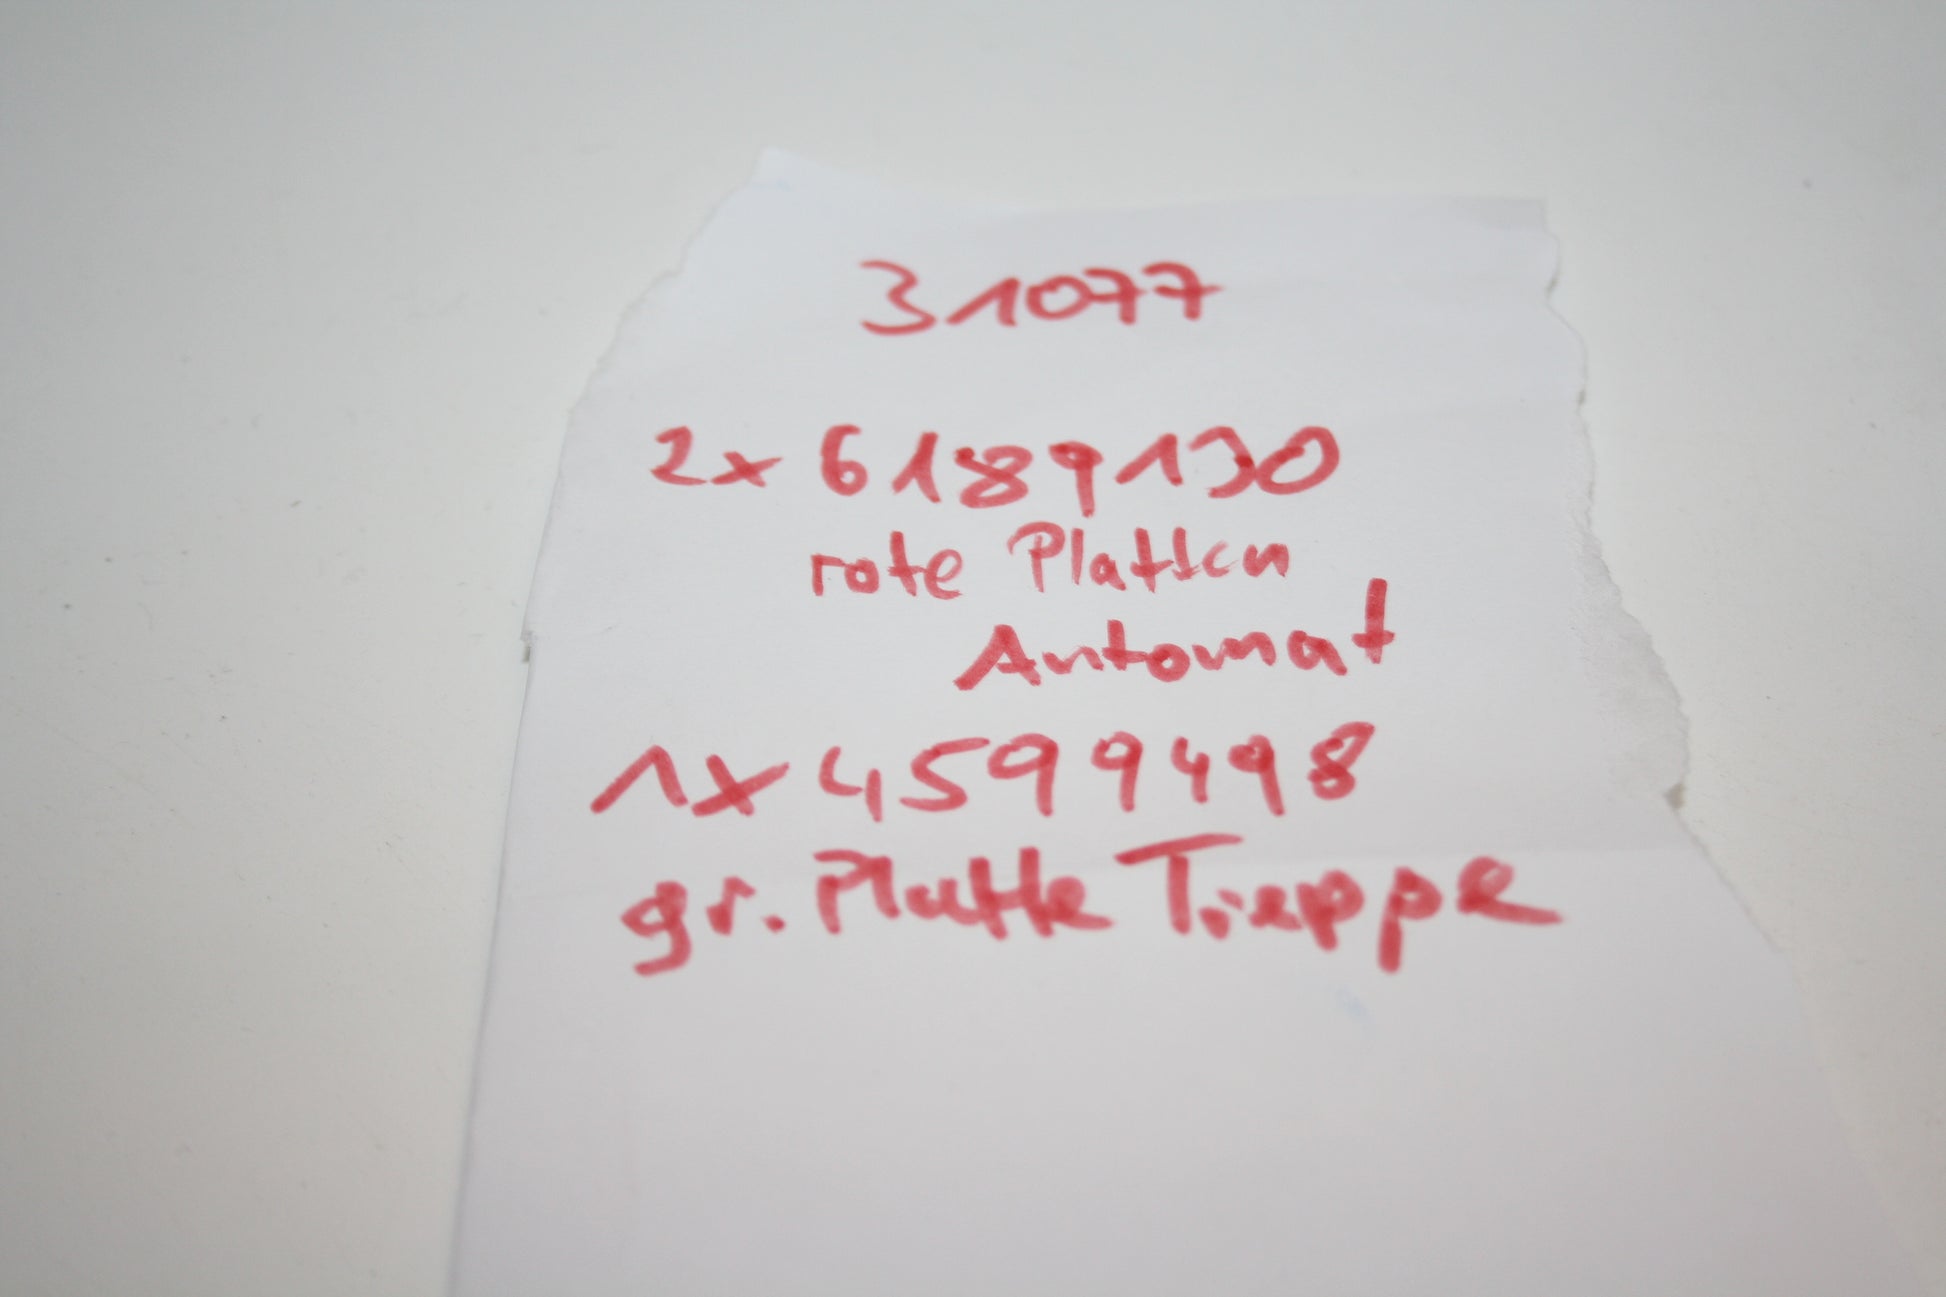 31077
2x 6189130
rote Platten
Automat
1x 4599498
gr. Platte Treppe